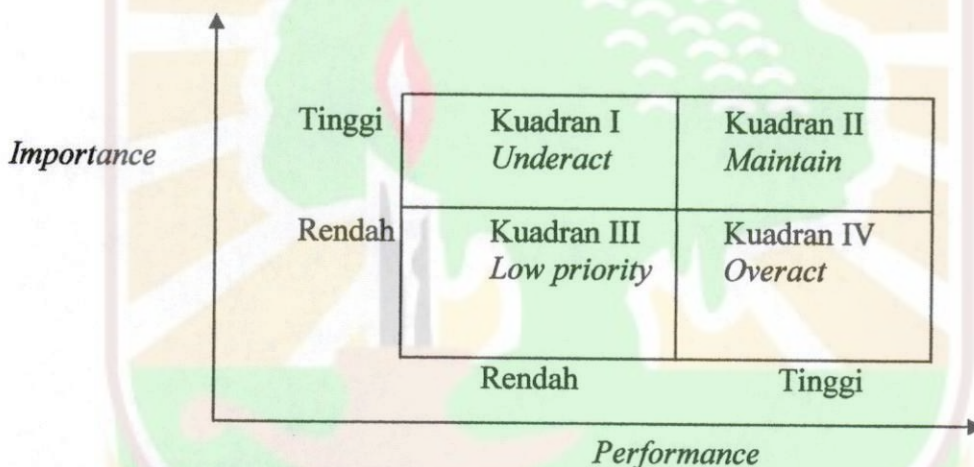 Importance
Tinggi
Kuadran I
Underact
Kuadran II
Maintain
Rendah
Kuadran III
Low priority
Kuadran IV
Overact
Rendah
Tinggi
Performance